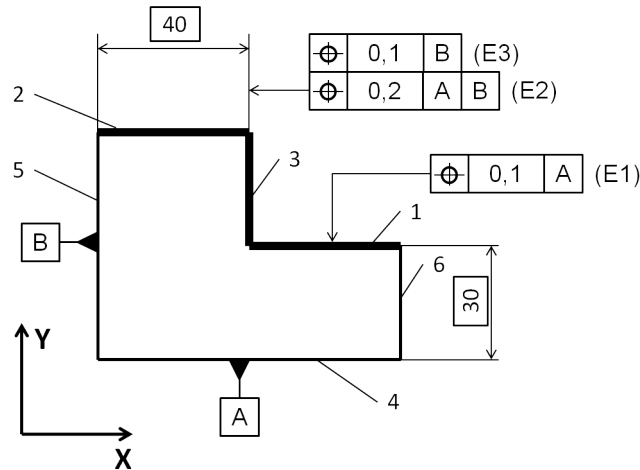 40
⌖ 0,1 B (E3)
⌖ 0,2 A B (E2)
2
3
5
⌖ 0,1 A (E1)
1
B
6
30
Y
A
4
X